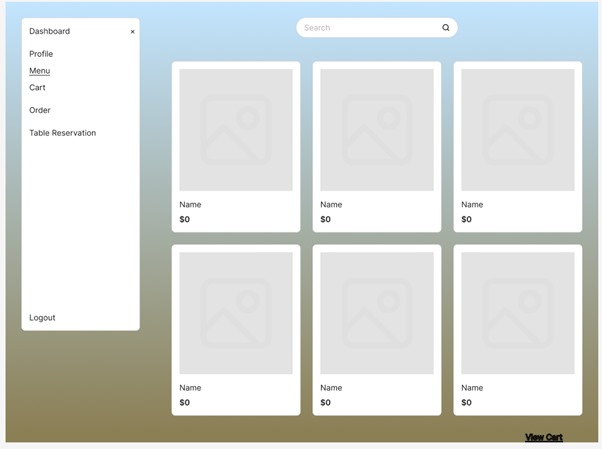 Dashboard ×
Profile
Menu
Cart
Order
Table Reservation
Logout
Search
Name
$0
Name
$0
Name
$0
Name
$0
Name
$0
Name
$0
View Cart